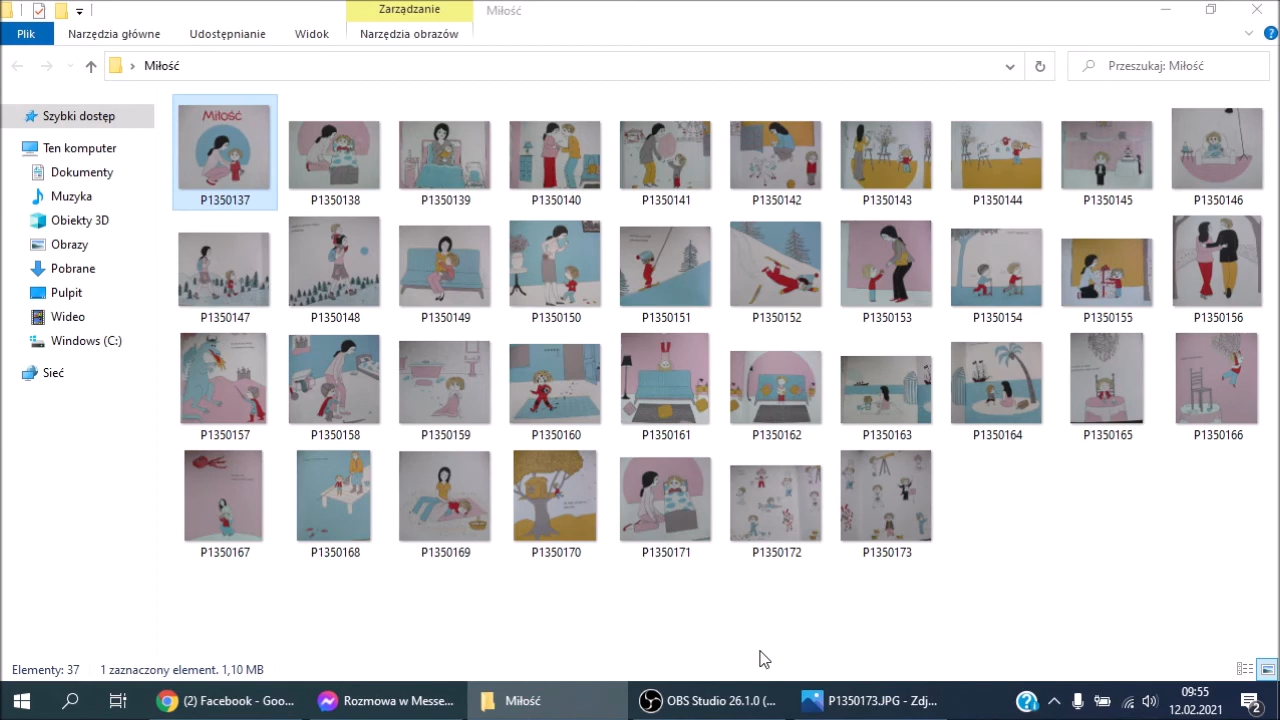 Zarządzanie
Miłość
Plik
Narzędzia główne
Udostępnianie
Widok
Narzędzia obrazów
Miłość
Przeszukaj: Miłość
Szybki dostęp
Ten komputer
Dokumenty
Muzyka
Obiekty 3D
Obrazy
Pobrane
Pulpit
Wideo
Windows (C:)
Sieć
Miłość
P1350137 P1350138 P1350139 P1350140 P1350141 P1350142 P1350143 P1350144 P1350145 P1350146
P1350147 P1350148 P1350149 P1350150 P1350151 P1350152 P1350153 P1350154 P1350155 P1350156
P1350157 P1350158 P1350159 P1350160 P1350161 P1350162 P1350163 P1350164 P1350165 P1350166
P1350167 P1350168 P1350169 P1350170 P1350171 P1350172 P1350173
Elementy: 37 1 zaznaczony element. 1,10 MB
(2) Facebook - Goo...
Rozmowa w Messe...
Miłość
OBS Studio 26.1.0 (...
P1350173.JPG - Zdj...
09:55
12.02.2021
2